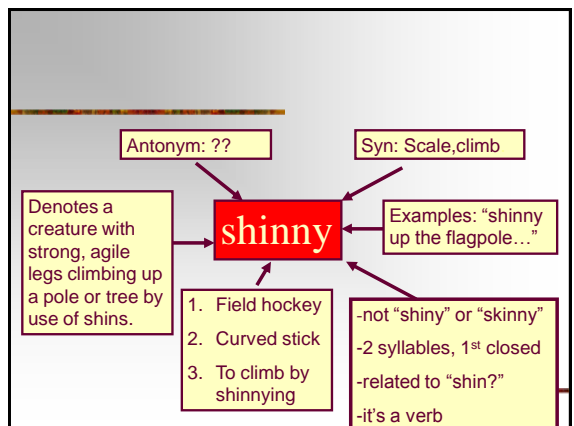 Antonym: ??
Syn: Scale,climb
Denotes a
creature with
strong, agile
legs climbing up
a pole or tree by
use of shins.
shinny
Examples: “shinny
up the flagpole…”
1. Field hockey
2. Curved stick
3. To climb by
shinnying
-not “shiny” or “skinny”
-2 syllables, 1st closed
-related to “shin?”
-it’s a verb